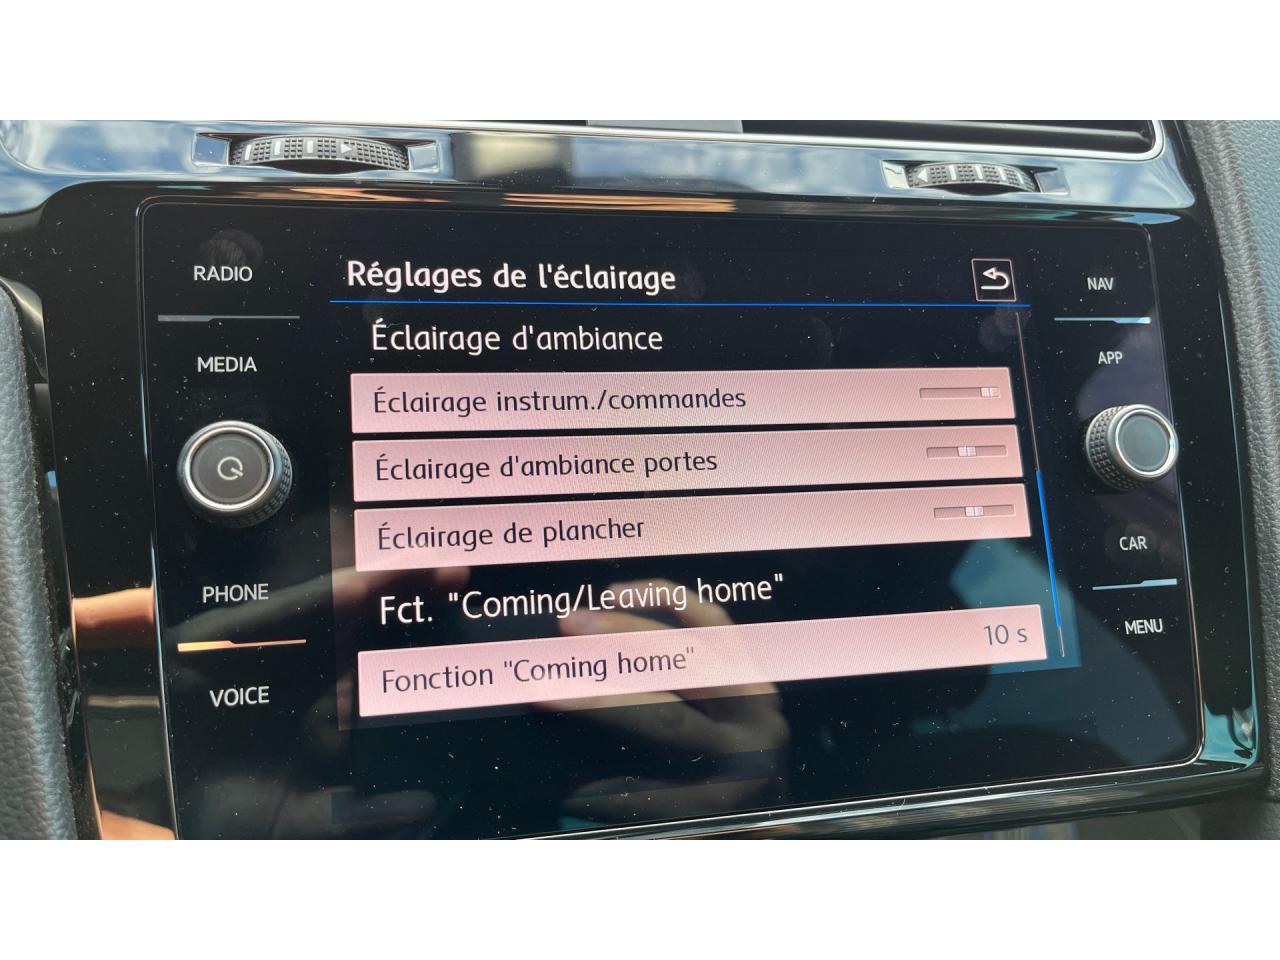 RADIO
MEDIA
PHONE
VOICE
Réglages de l'éclairage
Éclairage d'ambiance
Éclairage instrum./commandes
Éclairage d'ambiance portes
Éclairage de plancher
Fct. "Coming/Leaving home"
Fonction "Coming home" 10 s
NAV
APP
CAR
MENU